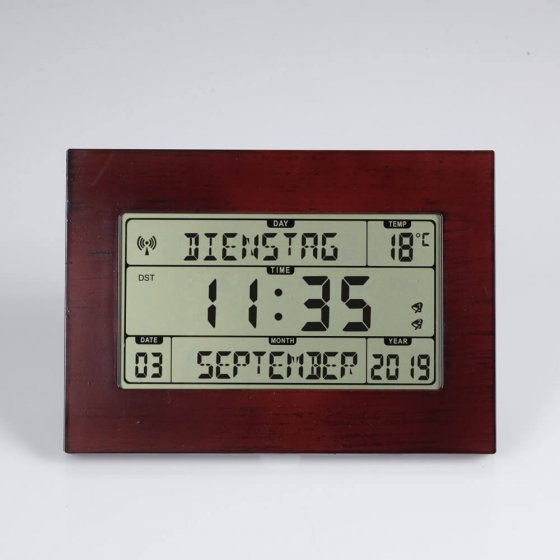 DAY TEMP
DIENSTAG 18°C
TIME
DST
11:35
DATE MONTH YEAR
03 SEPTEMBER 2019